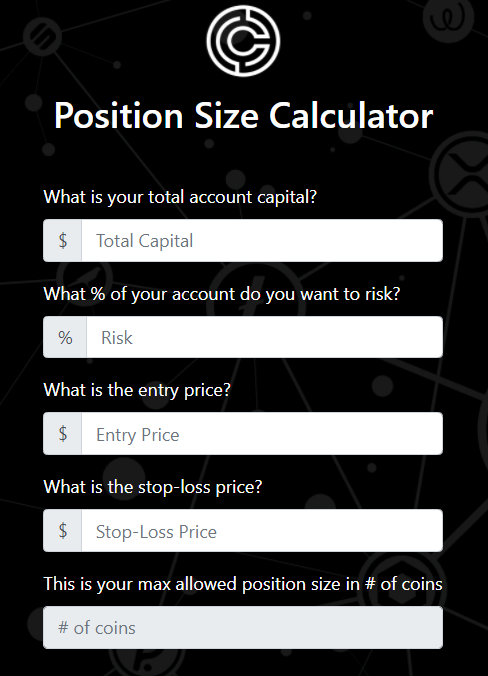 Position Size Calculator
What is your total account capital?
$ Total Capital
What % of your account do you want to risk?
% Risk
What is the entry price?
$ Entry Price
What is the stop-loss price?
$ Stop-Loss Price
This is your max allowed position size in # of coins
# of coins